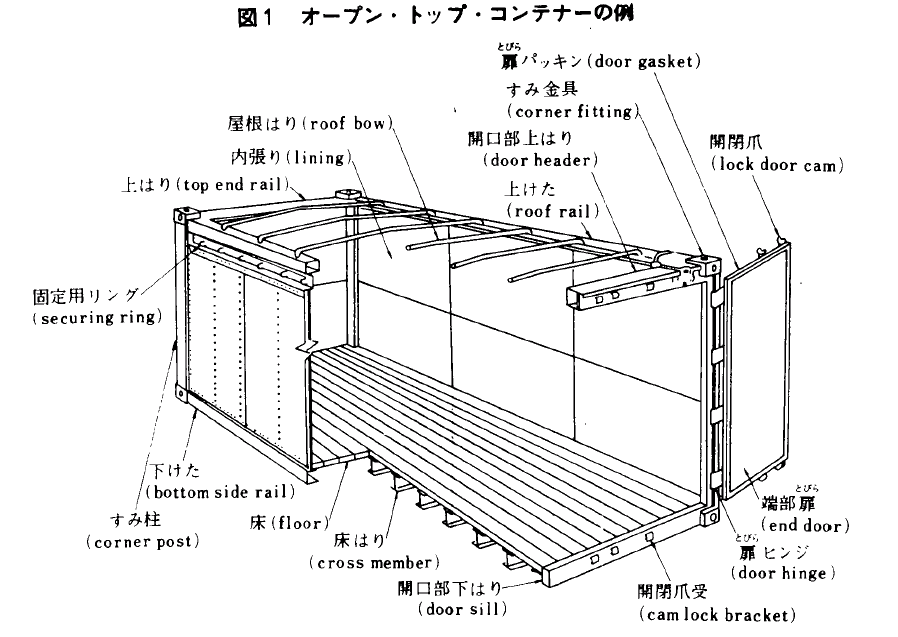 図1 オープン・トップ・コンテナーの例
とびら
扉パッキン(door gasket)
すみ金具
(corner fitting)
屋根はり(roof bow)
開口部上はり
(door header)
開閉爪
(lock door cam)
内張り(lining)
上はり(top end rail)
上けた
(roof rail)
固定用リング
(securing ring)
下けた
(bottom side rail)
すみ柱
(corner post)
床(floor)
床はり
(cross member)
開口部下はり
(door sill)
とびら
端部扉
(end door)
とびら
扉ヒンジ
(door hinge)
開閉爪受
(cam lock bracket)